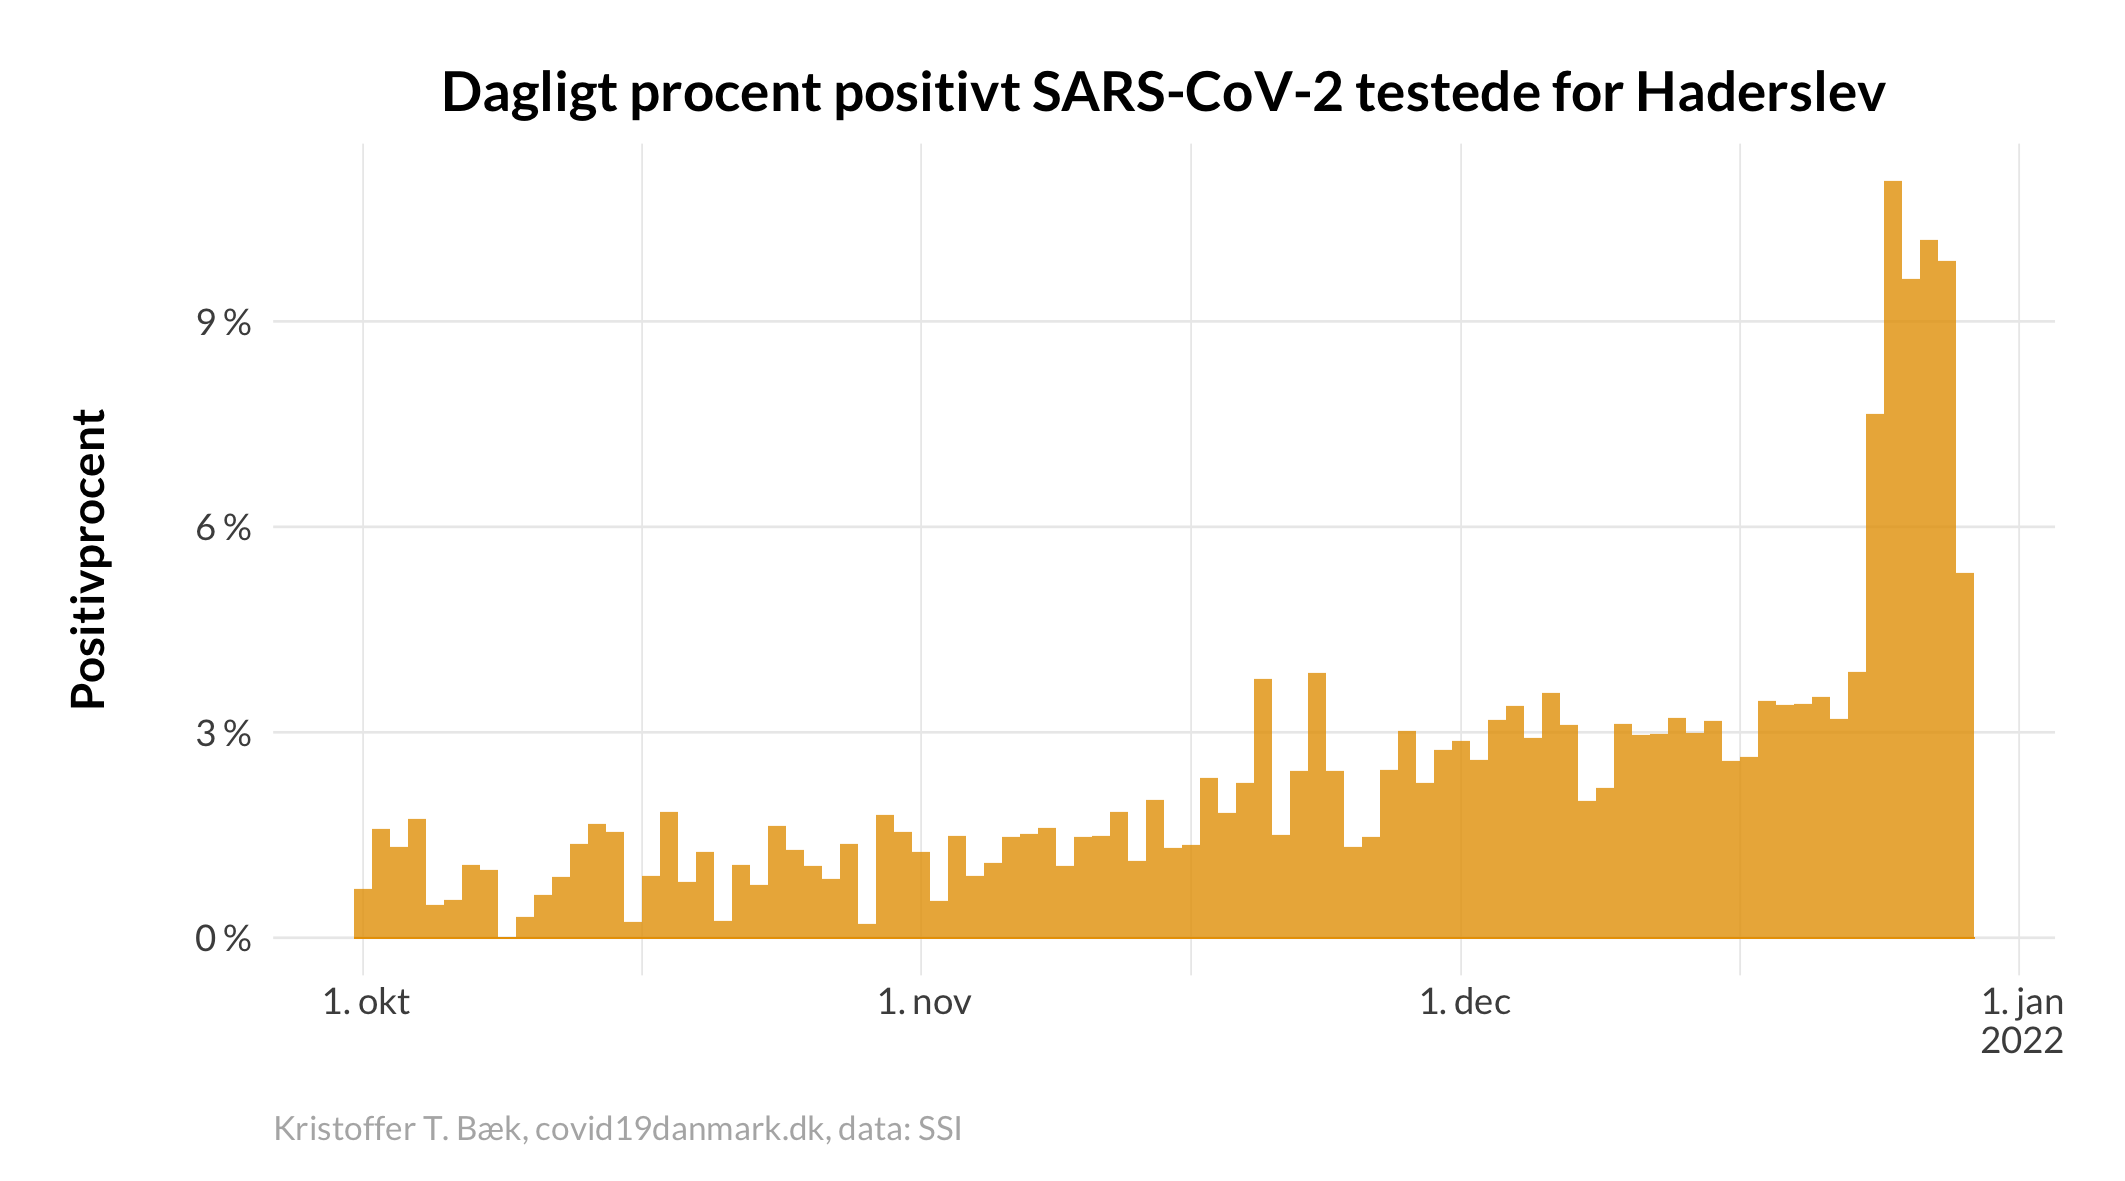 Dagligt procent positivt SARS-CoV-2 testede for Haderslev
Positivprocent
9 %
6 %
3 %
0 %
1. okt
1. nov
1. dec
1. jan
2022
Kristoffer T. Bæk, covid19danmark.dk, data: SSI